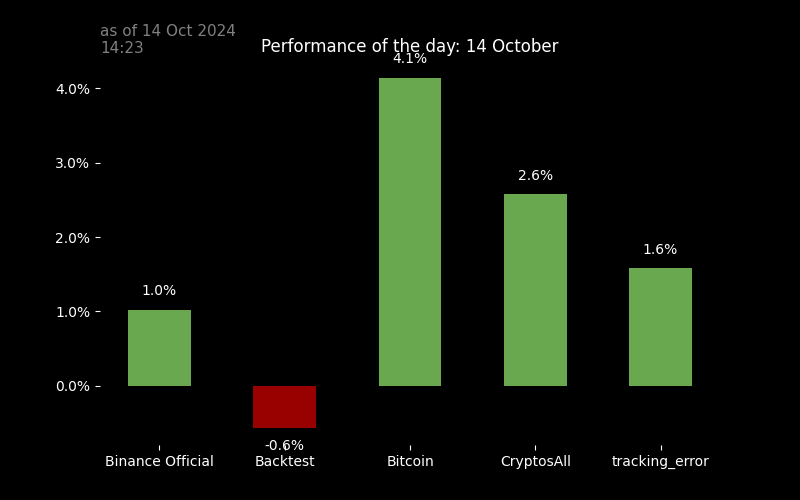 as of 14 Oct 2024
14:23
Performance of the day: 14 October
4.1%
4.0%
2.6%
3.0%
2.0%
1.6%
1.0%
1.0%
0.0%
-0.6%
Binance Official
Backtest
Bitcoin
CryptosAll
tracking_error